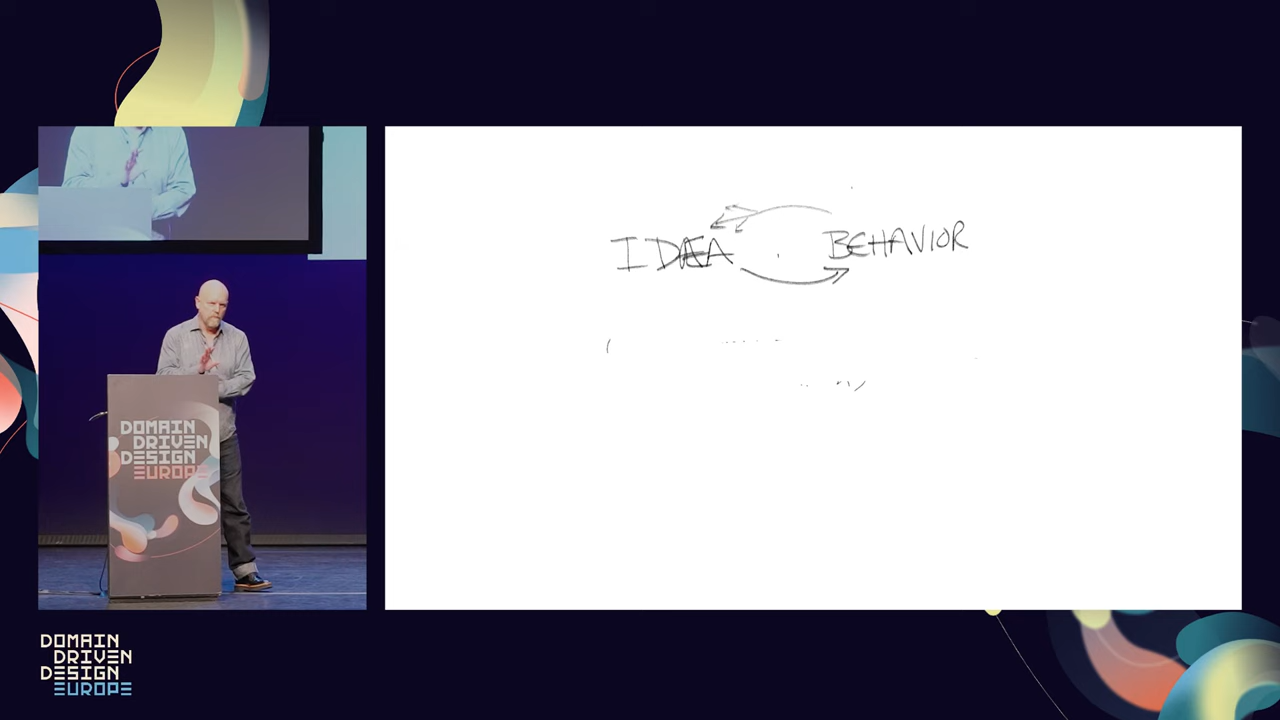 IDEA BEHAVIOR
DOMAIN
DRIVEN
DESIGN
EUROPE
DOMAIN
DRIVEN
DESIGN
EUROPE